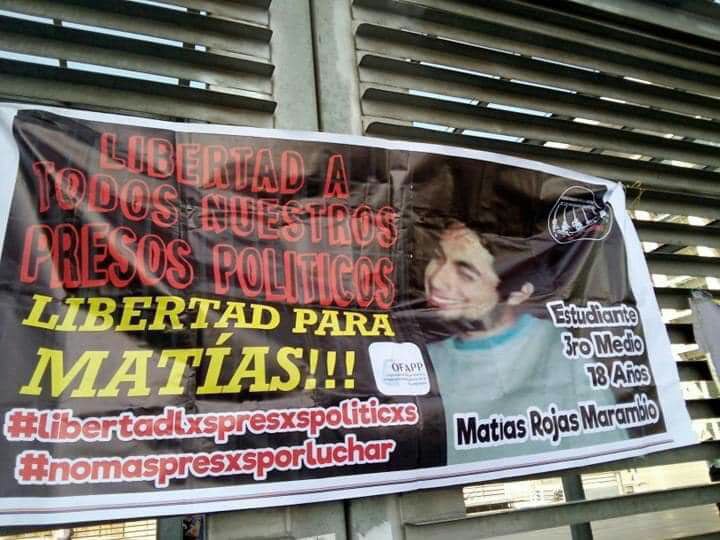 LIBERTAD A
TODOS NUESTROS
PRESOS POLITICOS
LIBERTAD PARA
MATÍAS!!!
#libertadlxspresxspoliticxs
#nomaspresxsporluchar
OFAPP
Estudiante
3ro Medio
18 Años
Matias Rojas Marambio